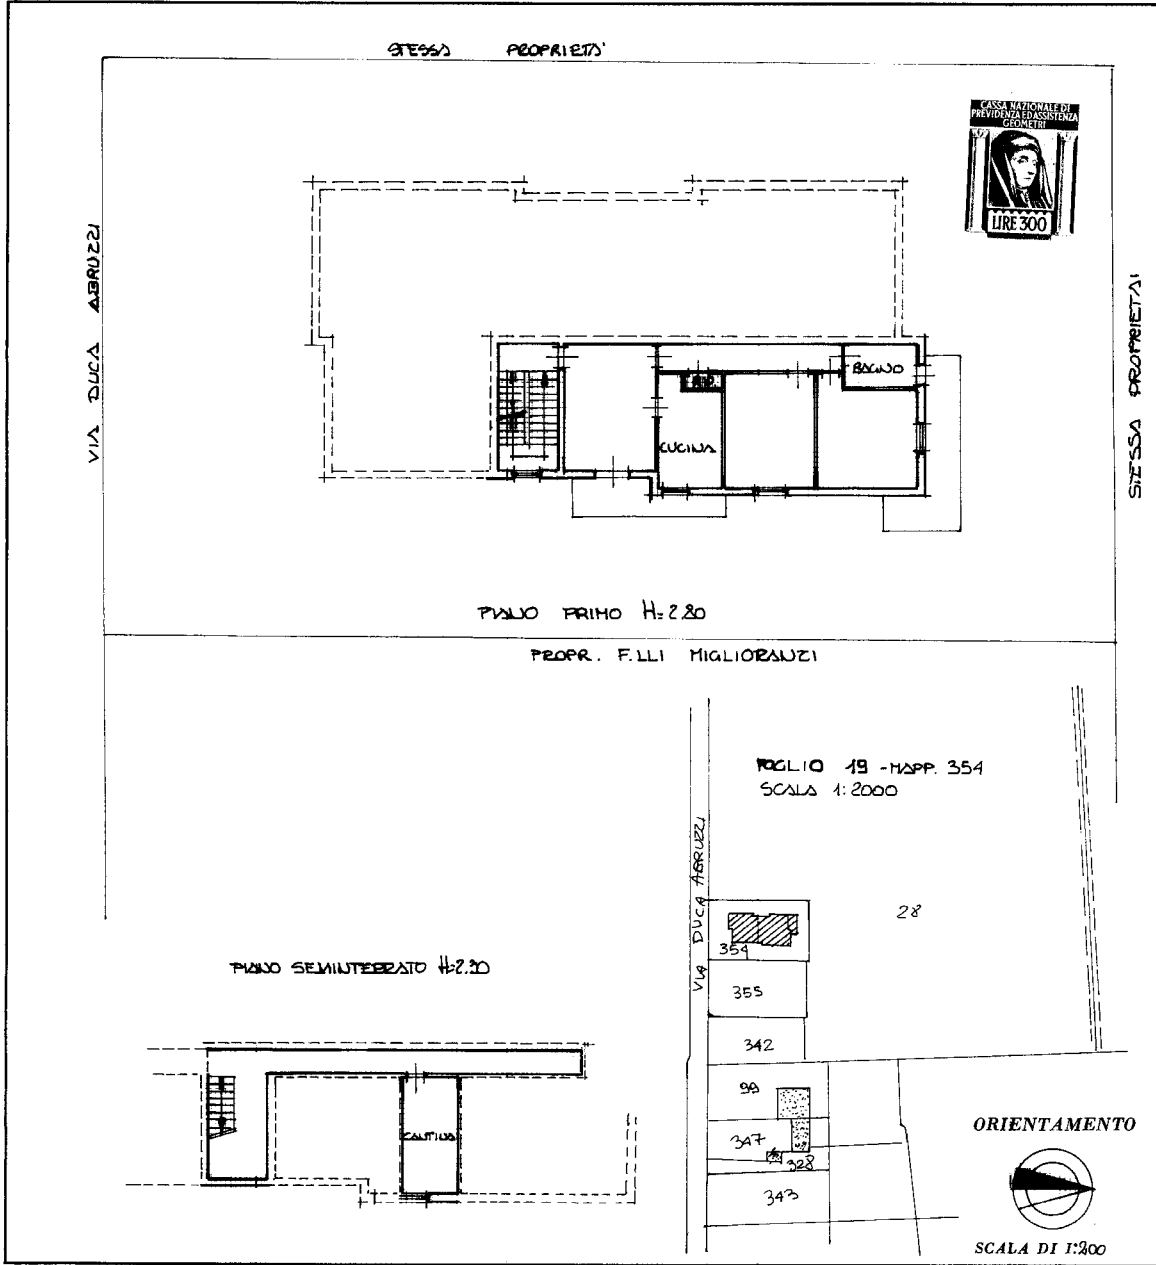 STESSA PROPRIETA'
CASSA NAZIONALE DI
PREVIDENZA ED ASSISTENZA
GEOMETRI
LIRE 300
VIA DUCA ABRUZZI
STESSA PROPRIETA'
BAGNO
RIP.
CUCINA
PIANO PRIMO H=2.80
PROPR. F.LLI MIGLIORANZI
FOGLIO 19 - MAPP. 354
SCALA 1:2000
VIA DUCA ABRUZZI
28
354
355
PIANO SEMINTERRATO H=2.20
342
99
347
328
343
CANTINA
ORIENTAMENTO
SCALA DI 1:200